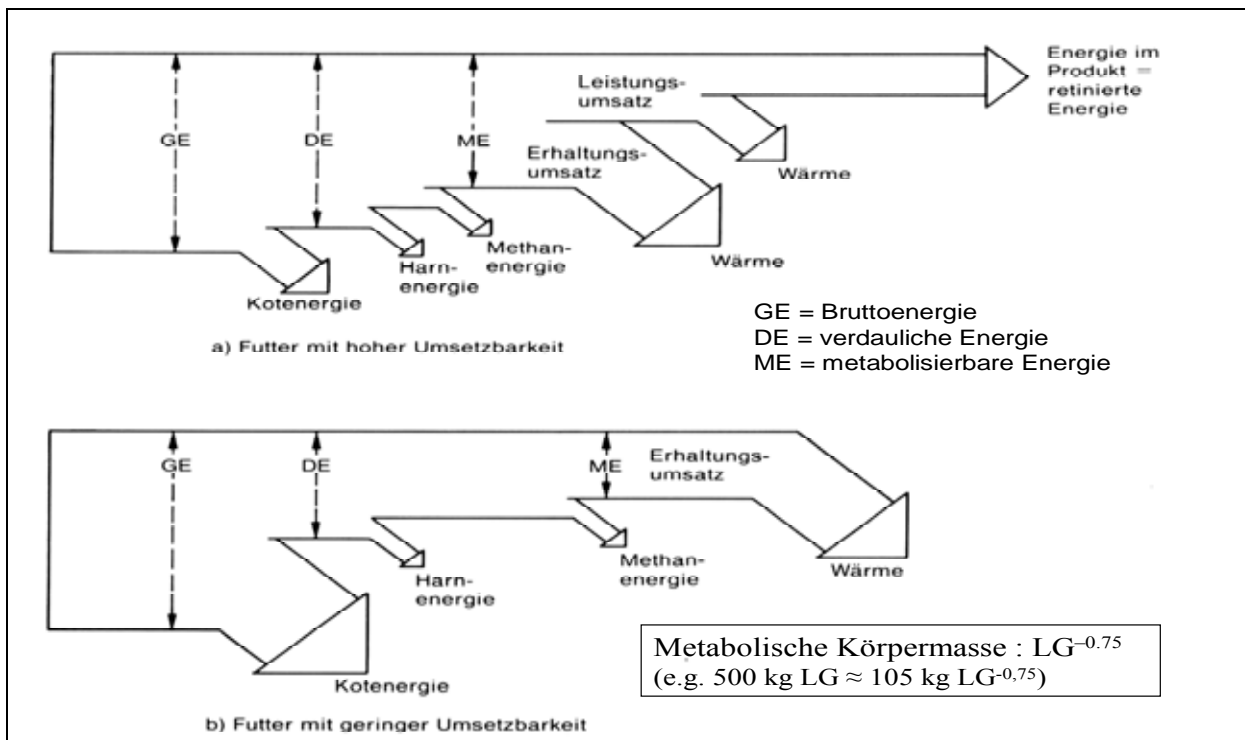 Energie im
Produkt =
retinierte
Energie
Leistungs-
umsatz
GE
DE
ME
Erhaltungs-
umsatz
Wärme
Wärme
Methan-
energie
Harn-
energie
Kotenergie
a) Futter mit hoher Umsetzbarkeit
GE = Bruttoenergie
DE = verdauliche Energie
ME = metabolisierbare Energie
GE
DE
ME
Erhaltungs-
umsatz
Wärme
Methan-
energie
Harn-
energie
Kotenergie
Metabolische Körpermasse : LG–0.75
(e.g. 500 kg LG ≈ 105 kg LG-0,75)
b) Futter mit geringer Umsetzbarkeit